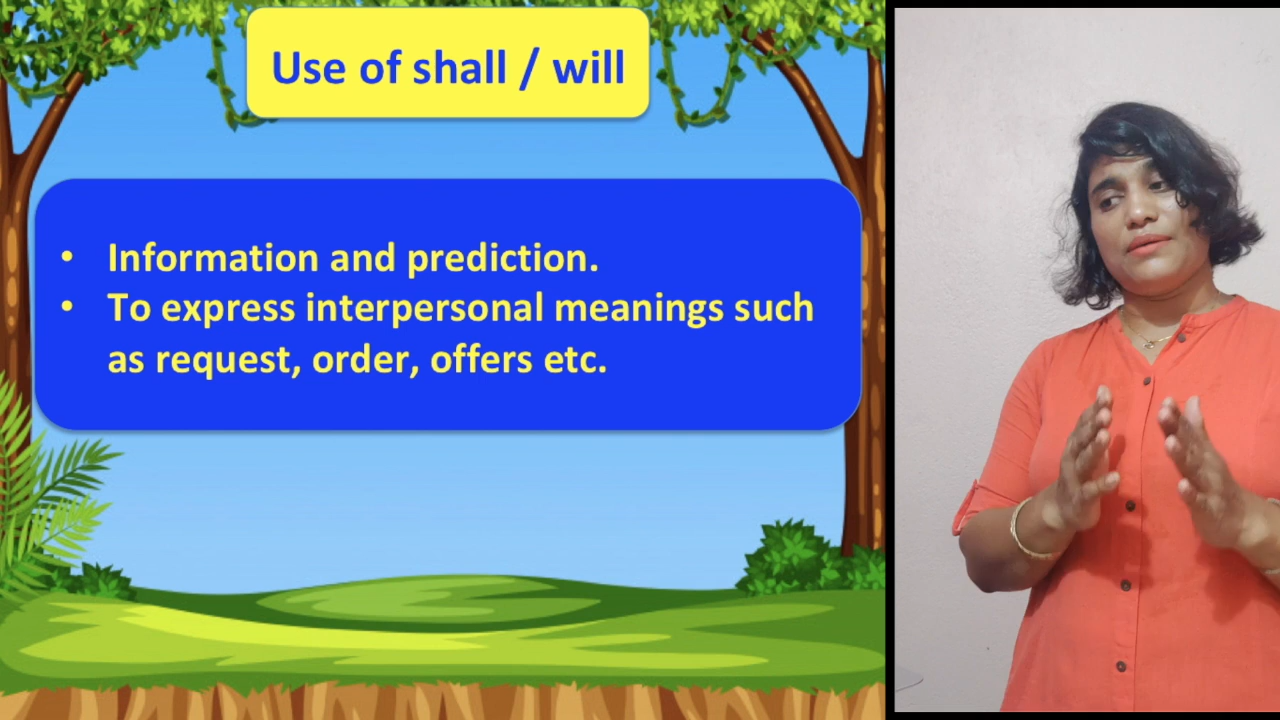 Use of shall / will
• Information and prediction.
• To express interpersonal meanings such
as request, order, offers etc.